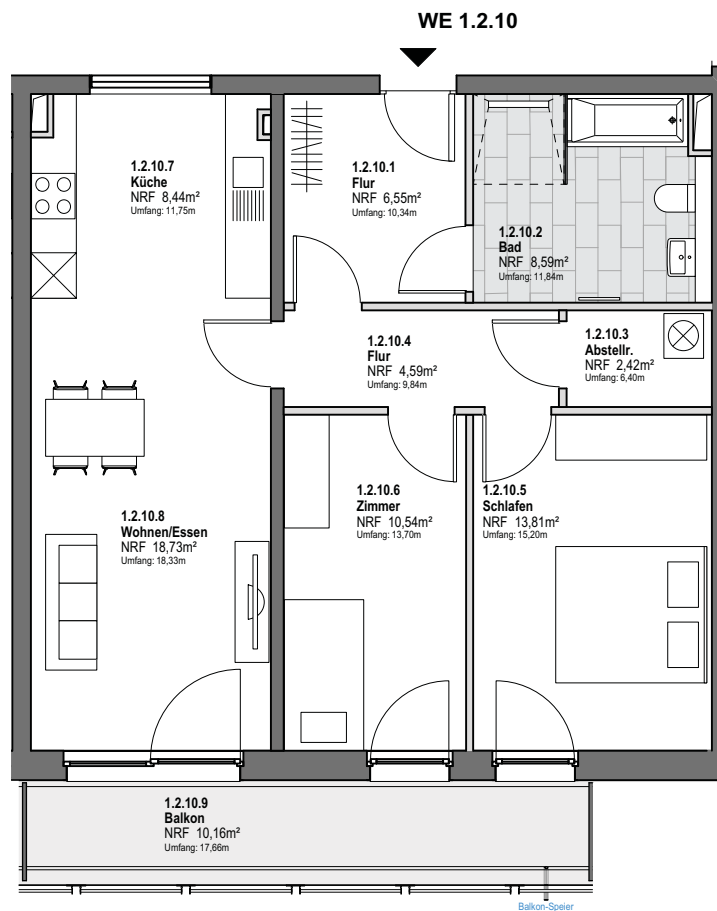 WE 1.2.10
1.2.10.7
Küche
NRF 8,44m²
Umfang: 11,75m
1.2.10.1
Flur
NRF 6,55m²
Umfang: 10,34m
1.2.10.2
Bad
NRF 8,59m²
Umfang: 11,84m
1.2.10.4
Flur
NRF 4,59m²
Umfang: 9,84m
1.2.10.3
Abstellr.
NRF 2,42m²
Umfang: 6,40m
1.2.10.8
Wohnen/Essen
NRF 18,73m²
Umfang: 18,33m
1.2.10.6
Zimmer
NRF 10,54m²
Umfang: 13,70m
1.2.10.5
Schlafen
NRF 13,81m²
Umfang: 15,20m
1.2.10.9
Balkon
NRF 10,16m²
Umfang: 17,66m
Balkon-Speier